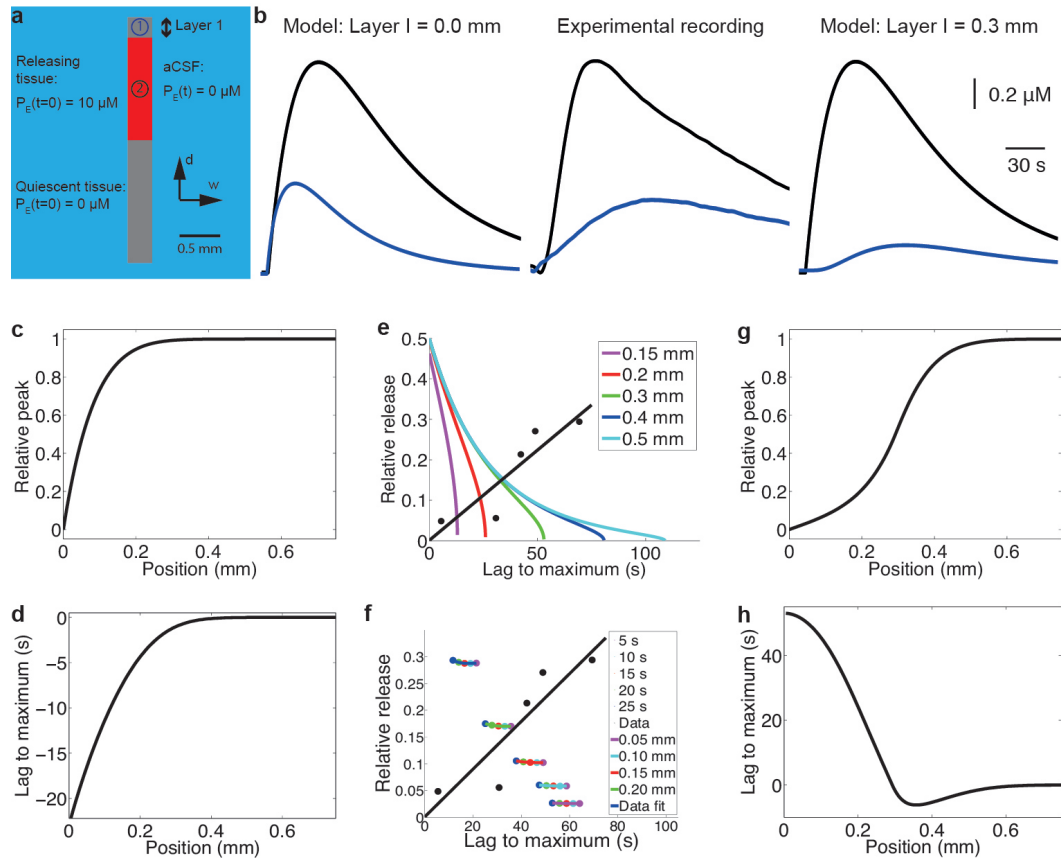 a
1
Layer 1
Releasing
tissue:
P_E(t=0) = 10 µM
2
aCSF:
P_E(t) = 0 µM
Quiescent tissue:
P_E(t=0) = 0 µM
d
w
0.5 mm
b
Model: Layer I = 0.0 mm
Experimental recording
Model: Layer I = 0.3 mm
0.2 µM
30 s
c
Relative peak
1
0.8
0.6
0.4
0.2
0
0 0.2 0.4 0.6
Position (mm)
e
Relative release
0.5
0.4
0.3
0.2
0.1
0
0 50 100
Lag to maximum (s)
0.15 mm
0.2 mm
0.3 mm
0.4 mm
0.5 mm
g
Relative peak
1
0.8
0.6
0.4
0.2
0
0 0.2 0.4 0.6
Position (mm)
d
Lag to maximum (s)
0
−5
−10
−15
−20
0 0.2 0.4 0.6
Position (mm)
f
Relative release
0.3
0.25
0.2
0.15
0.1
0.05
0
0 20 40 60 80 100
Lag to maximum (s)
5 s
10 s
15 s
20 s
25 s
Data
0.05 mm
0.10 mm
0.15 mm
0.20 mm
Data fit
h
Lag to maximum (s)
40
20
0
0 0.2 0.4 0.6
Position (mm)